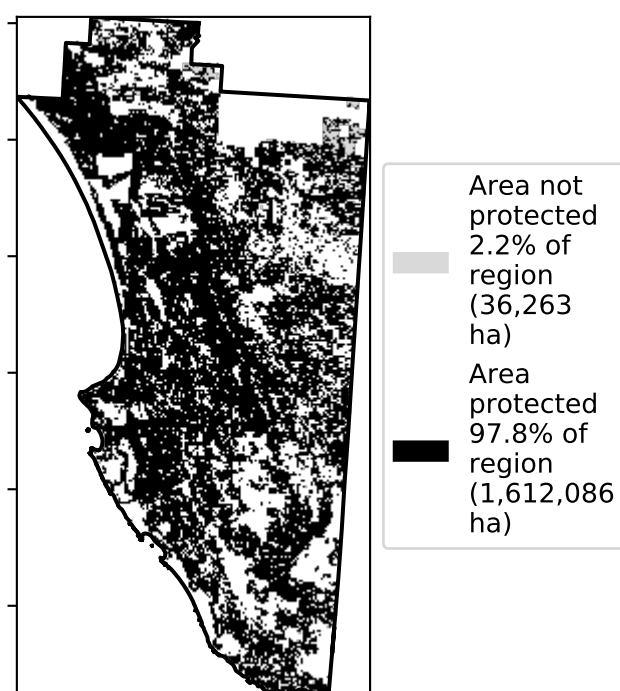 Area not
protected
2.2% of
region
(36,263
ha)
Area
protected
97.8% of
region
(1,612,086
ha)